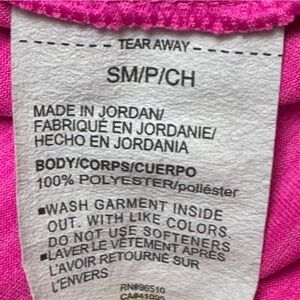 TEAR AWAY
SM/P/CH
MADE IN JORDAN/
FABRIQUÉ EN JORDANIE/
HECHO EN JORDANIA
BODY/CORPS/CUERPO
100% POLYESTER/poliéster
■WASH GARMENT INSIDE
OUT. WITH LIKE COLORS.
DO NOT USE SOFTENERS
■LAVER LE VÊTEMENT APRÈS
L'AVOIR RETOURNÉ SUR
L'ENVERS
RN#96510